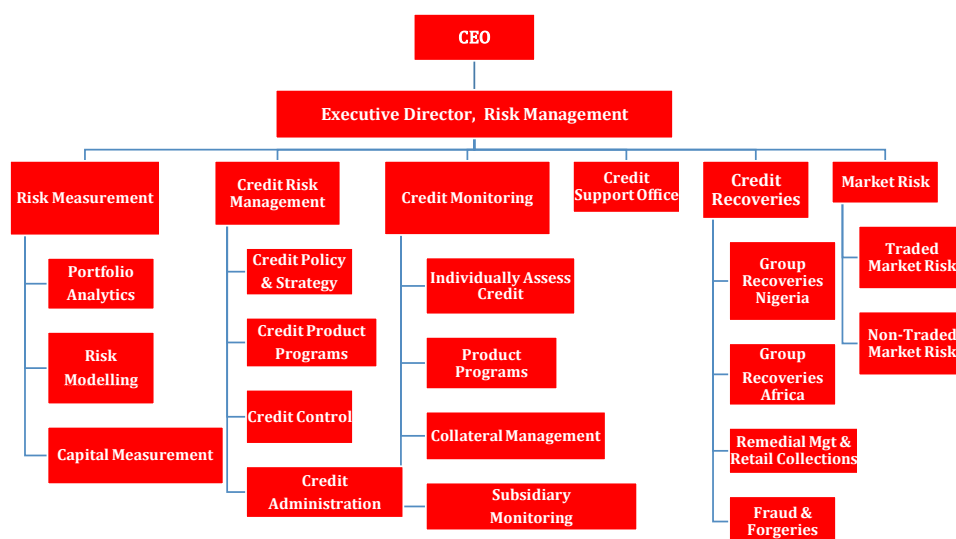 CEO
Executive Director, Risk Management
Risk Measurement
Portfolio
Analytics
Risk
Modelling
Capital Measurement
Credit Risk
Management
Credit Policy
& Strategy
Credit Product
Programs
Credit Control
Credit
Administration
Credit Monitoring
Individually Assess
Credit
Product
Programs
Collateral Management
Subsidiary
Monitoring
Credit
Support Office
Credit
Recoveries
Group
Recoveries
Nigeria
Group
Recoveries
Africa
Remedial Mgt &
Retail Collections
Fraud &
Forgeries
Market Risk
Traded
Market Risk
Non-Traded
Market Risk